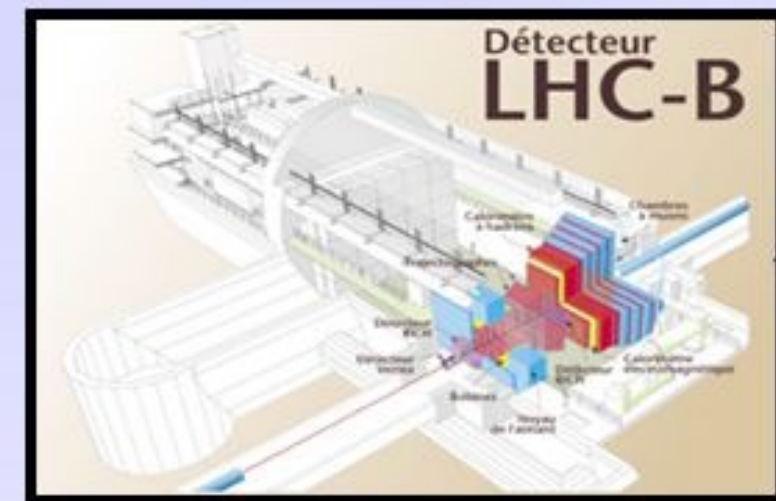 Détecteur
LHC-B
Chambres
à muons
Calorimètre
à hadrons
Trajectographes
Détecteur
RICH
Détecteur
Vertex
Bobines
Noyau
de l'aimant
Détecteur
RICH
Calorimètre
électromagnétique